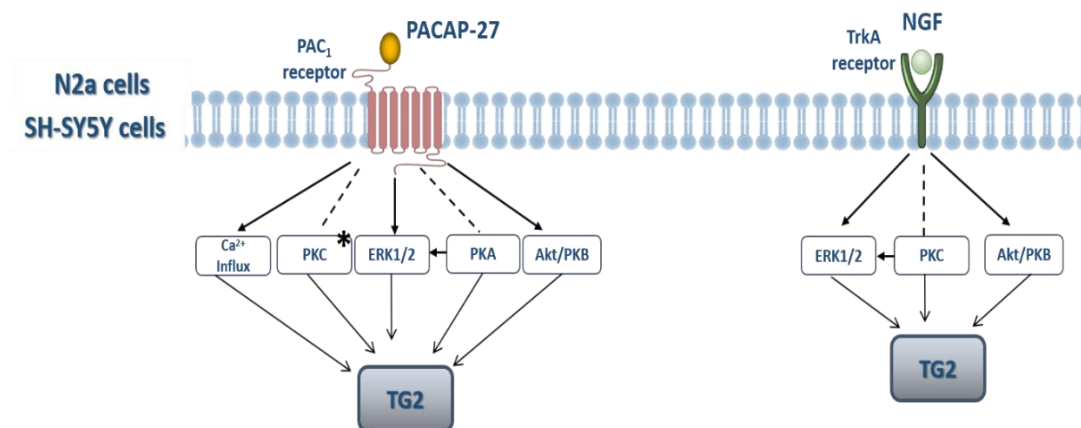 N2a cells
SH-SY5Y cells
PAC₁
receptor
PACAP-27
Ca²⁺
Influx
PKC
*
ERK1/2
PKA
Akt/PKB
TG2
TrkA
receptor
NGF
ERK1/2
PKC
Akt/PKB
TG2